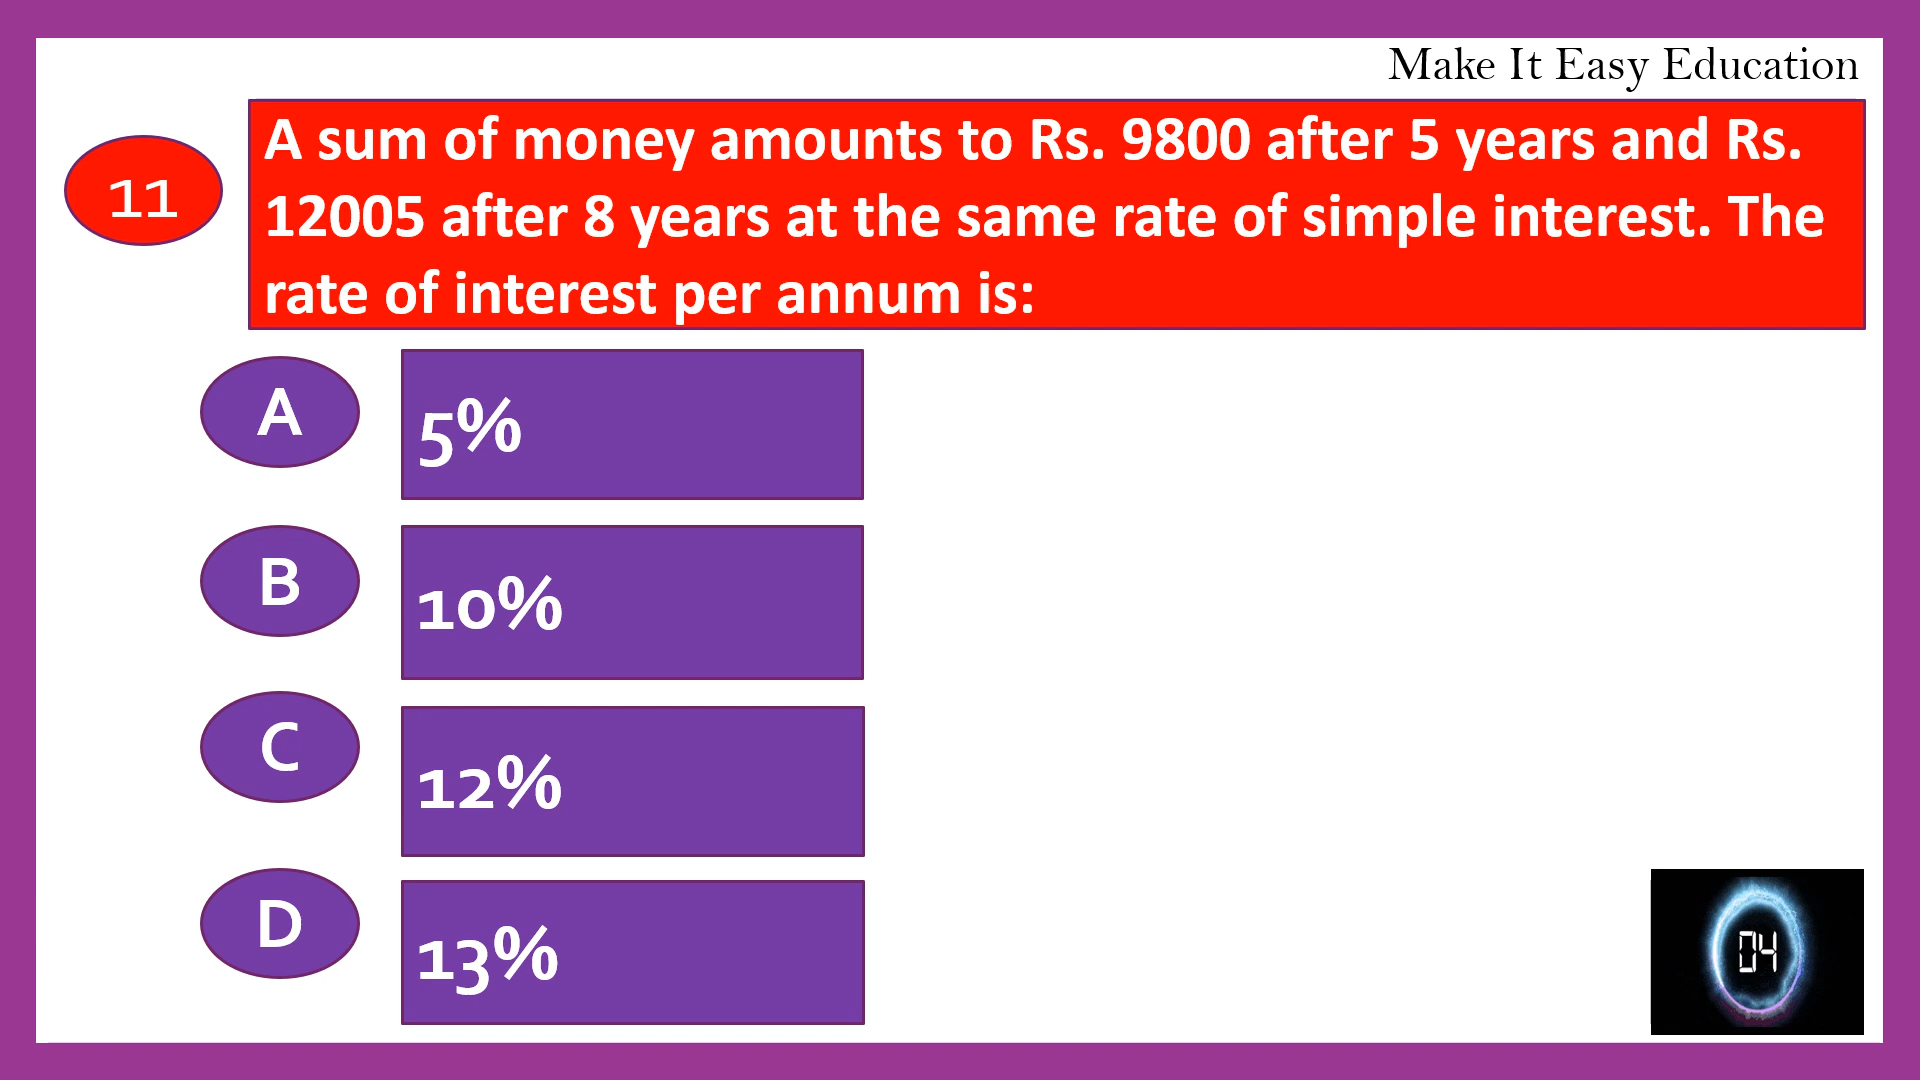 Make It Easy Education
11
A sum of money amounts to Rs. 9800 after 5 years and Rs.
12005 after 8 years at the same rate of simple interest. The
rate of interest per annum is:
A
5%
B
10%
C
12%
D
13%
04